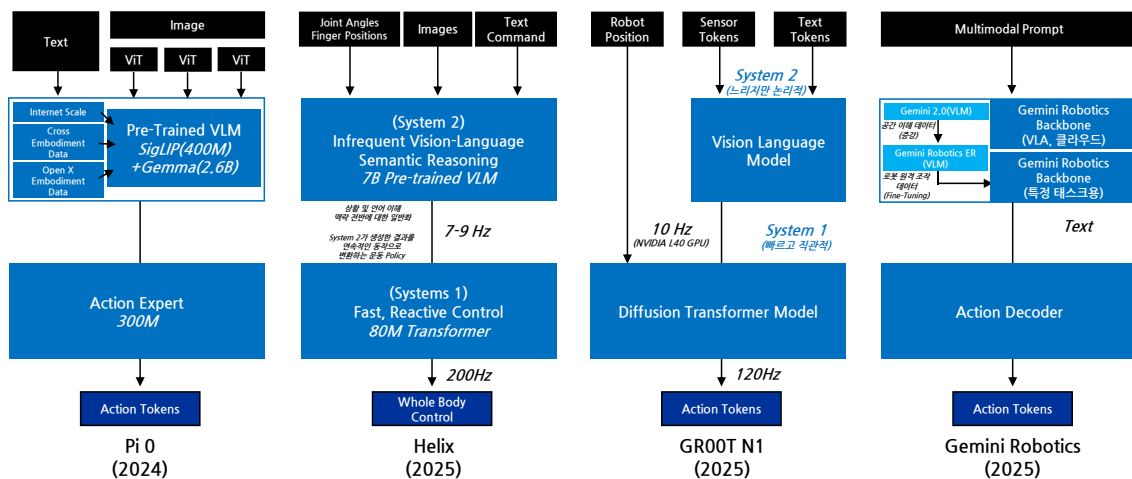 Text
Image
ViT
ViT
ViT
Internet Scale
Cross
Embodiment
Data
Open X
Embodiment
Data
Pre-Trained VLM
SigLIP(400M)
+Gemma(2,6B)
Action Expert
300M
Action Tokens
Pi 0
(2024)
Joint Angles
Finger Positions
Images
Text
Command
(System 2)
Infrequent Vision-Language
Semantic Reasoning
7B Pre-trained VLM
상황 및 언어 이해
맥락 전반에 대한 일반화
System 2가 생성한 결과를
연속적인 동작으로
변환하는 운동 Policy
7-9 Hz
(Systems 1)
Fast, Reactive Control
80M Transformer
200Hz
Whole Body
Control
Helix
(2025)
Robot
Position
Sensor
Tokens
Text
Tokens
System 2
(느리지만 논리적)
Vision Language
Model
10 Hz
(NVIDIA L40 GPU)
System 1
(빠르고 직관적)
Diffusion Transformer Model
120Hz
Action Tokens
GR00T N1
(2025)
Multimodal Prompt
Gemini 2.0(VLM)
공간 이해 데이터
(증강)
Gemini Robotics ER
(VLM)
로봇 원격 조작
데이터
(Fine-Tuning)
Gemini Robotics
Backbone
(VLA, 클라우드)
Gemini Robotics
Backbone
(특정 태스크용)
Text
Action Decoder
Action Tokens
Gemini Robotics
(2025)